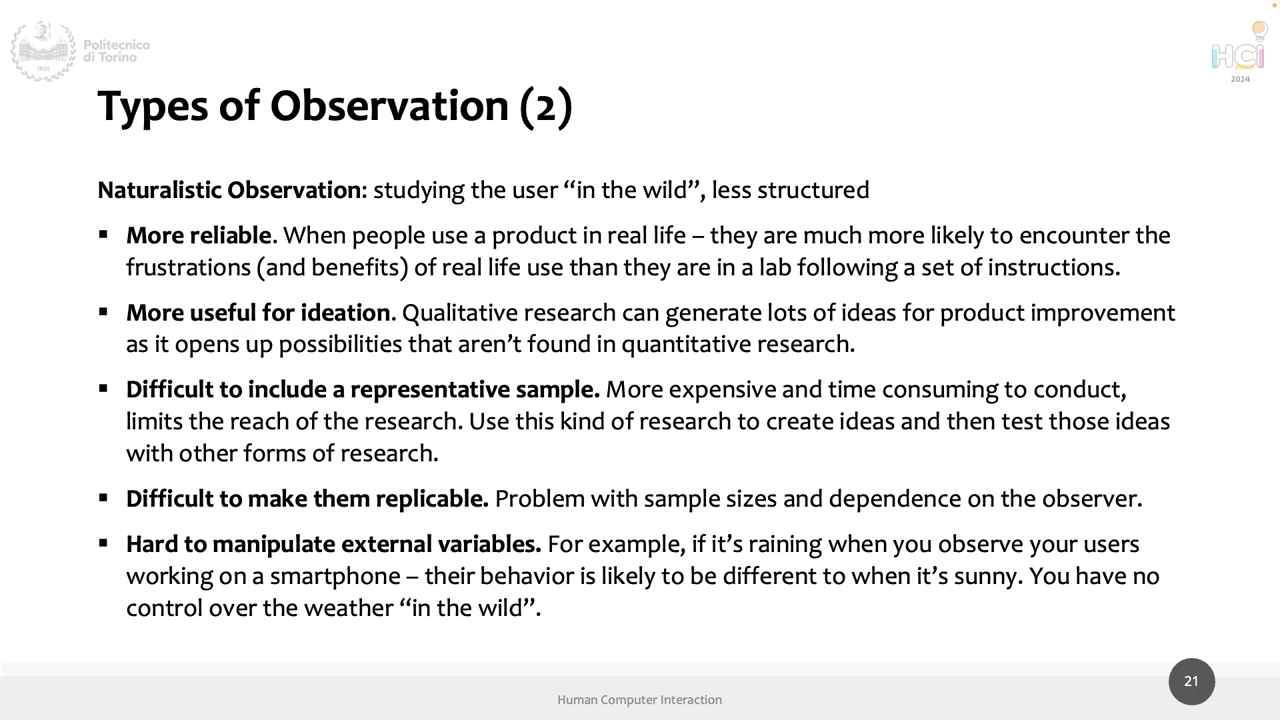 Politecnico
di Torino
1859
HCI
2024
Types of Observation (2)
Naturalistic Observation: studying the user “in the wild”, less structured
▪ More reliable. When people use a product in real life – they are much more likely to encounter the
frustrations (and benefits) of real life use than they are in a lab following a set of instructions.
▪ More useful for ideation. Qualitative research can generate lots of ideas for product improvement
as it opens up possibilities that aren’t found in quantitative research.
▪ Difficult to include a representative sample. More expensive and time consuming to conduct,
limits the reach of the research. Use this kind of research to create ideas and then test those ideas
with other forms of research.
▪ Difficult to make them replicable. Problem with sample sizes and dependence on the observer.
▪ Hard to manipulate external variables. For example, if it’s raining when you observe your users
working on a smartphone – their behavior is likely to be different to when it’s sunny. You have no
control over the weather “in the wild”.
Human Computer Interaction
21